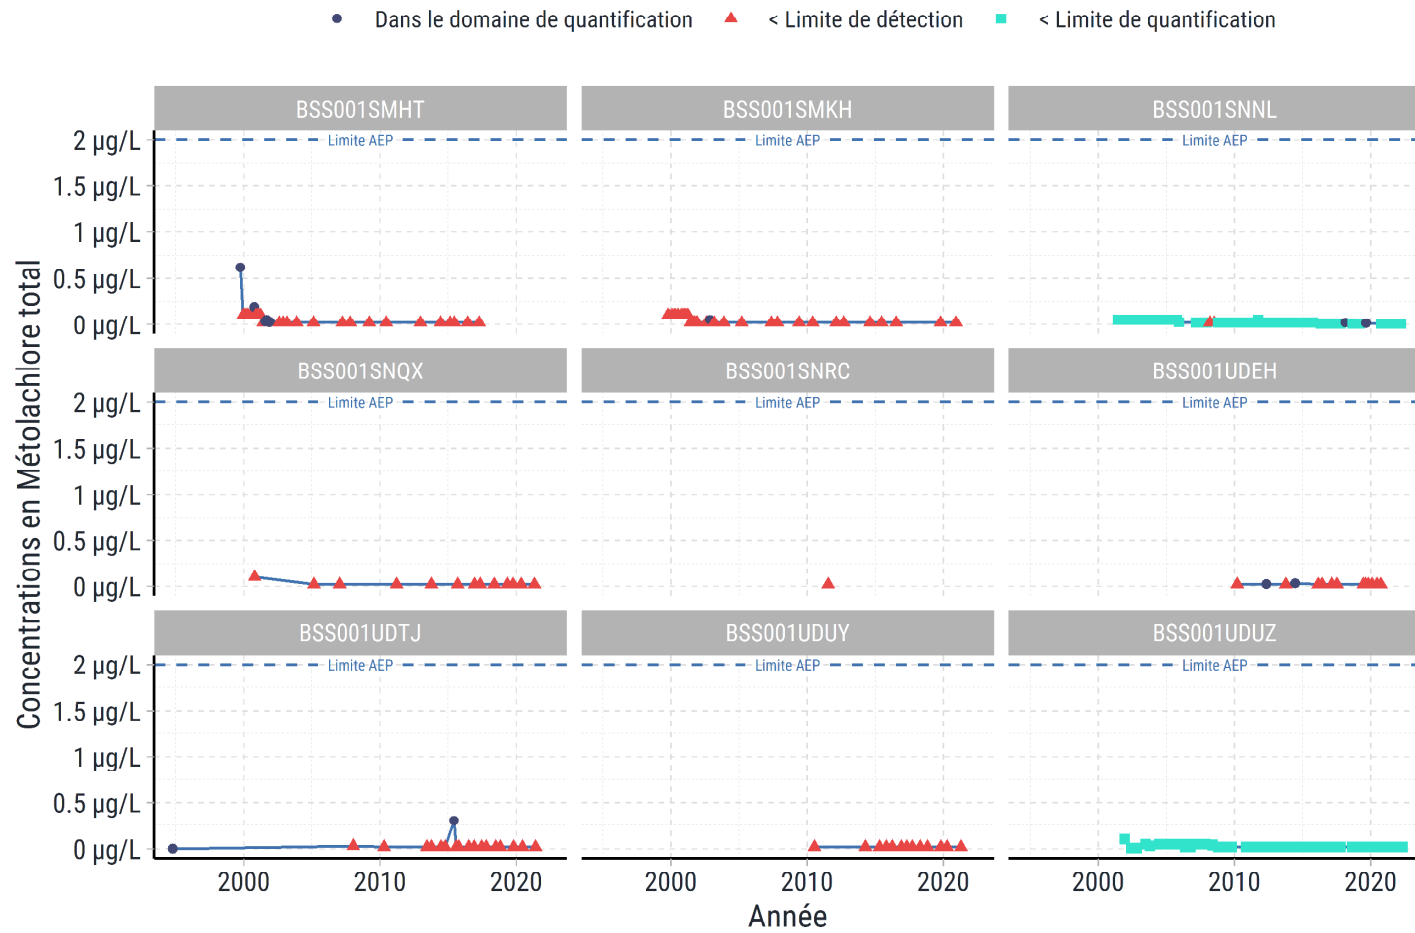 Dans le domaine de quantification < Limite de détection < Limite de quantification
BSS001SMHT BSS001SMKH BSS001SNNL
2 µg/L Limite AEP Limite AEP Limite AEP
1.5 µg/L
1 µg/L
0.5 µg/L
0 µg/L
BSS001SNQX BSS001SNRC BSS001UDEH
2 µg/L Limite AEP Limite AEP Limite AEP
1.5 µg/L
1 µg/L
0.5 µg/L
0 µg/L
BSS001UDTJ BSS001UDUY BSS001UDUZ
2 µg/L Limite AEP Limite AEP Limite AEP
1.5 µg/L
1 µg/L
0.5 µg/L
0 µg/L
2000 2010 2020 2000 2010 2020 2000 2010 2020
Année
Concentrations en Métolachlore total